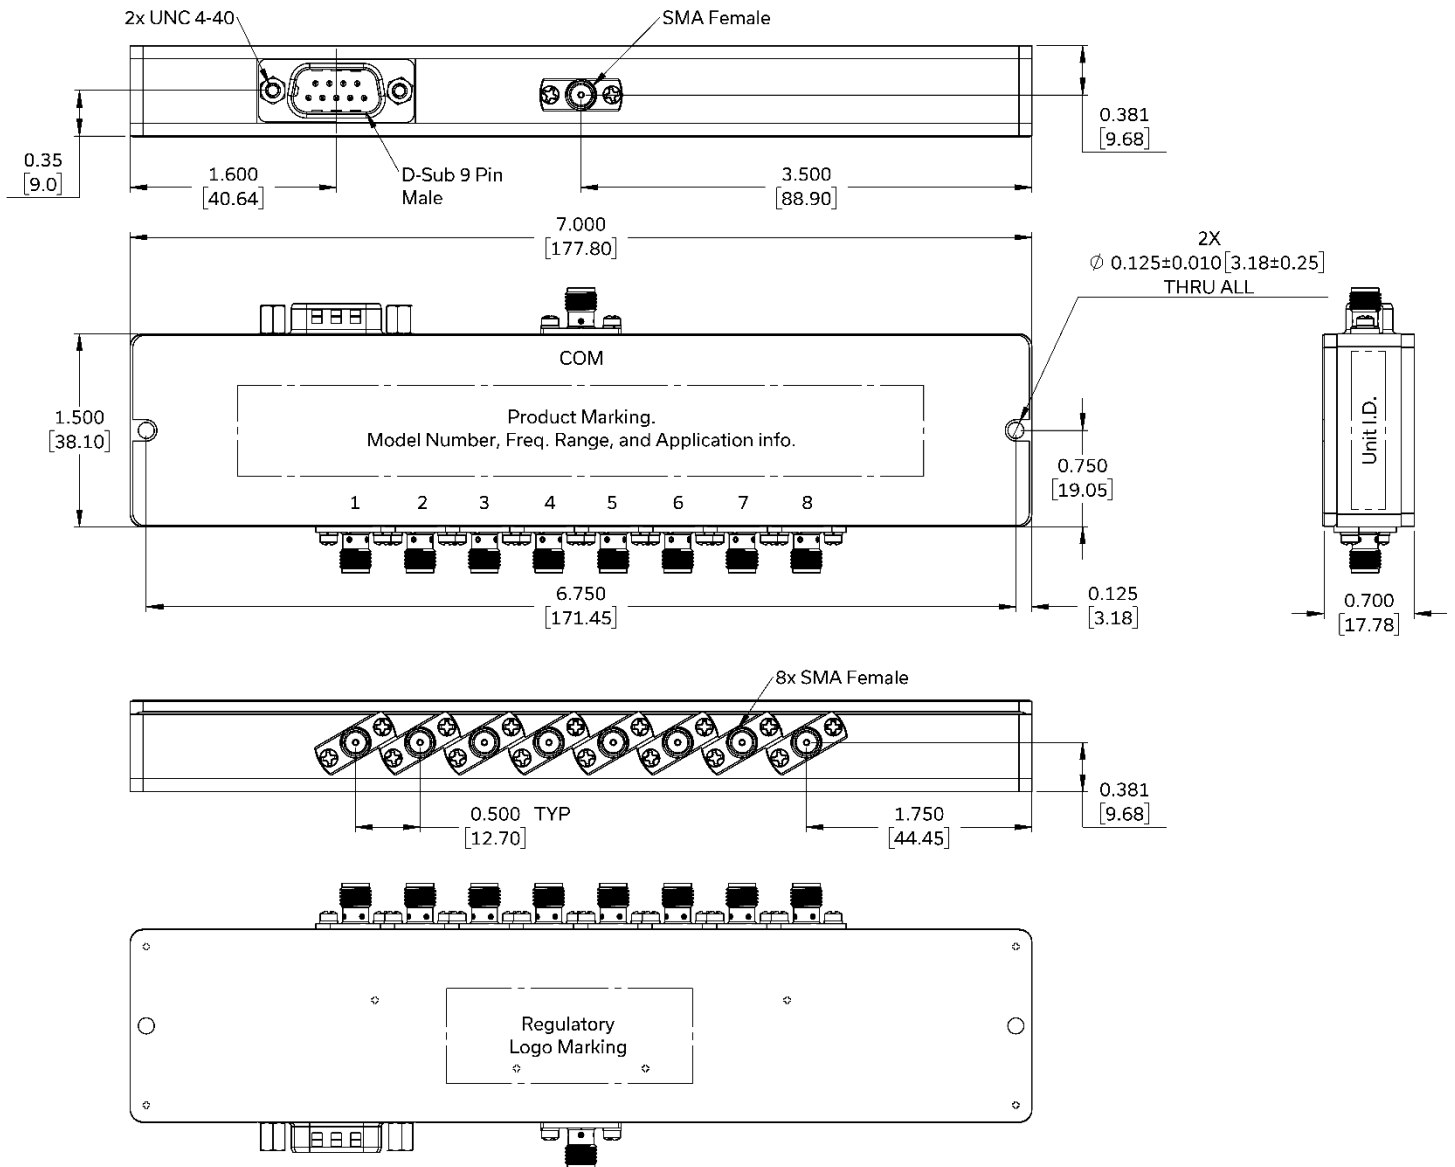 2x UNC 4-40
SMA Female
0.35
[9.0]
1.600
[40.64]
D-Sub 9 Pin
Male
3.500
[88.90]
0.381
[9.68]
7.000
[177.80]
2X
Ø 0.125±0.010[3.18±0.25]
THRU ALL
COM
Product Marking.
Model Number, Freq. Range, and Application info.
1.500
[38.10]
1 2 3 4 5 6 7 8
0.750
[19.05]
Unit I.D.
6.750
[171.45]
0.125
[3.18]
0.700
[17.78]
8x SMA Female
0.500 TYP
[12.70]
1.750
[44.45]
0.381
[9.68]
Regulatory
Logo Marking